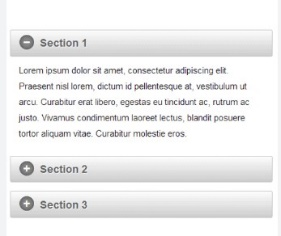 Section 1
Lorem ipsum dolor sit amet, consectetur adipiscing elit.
Praesent nisl lorem, dictum id pellentesque at, vestibulum ut
arcu. Curabitur erat libero, egestas eu tincidunt ac, rutrum ac
justo. Vivamus condimentum laoreet lectus, blandit posuere
tortor aliquam vitae. Curabitur molestie eros.
Section 2
Section 3